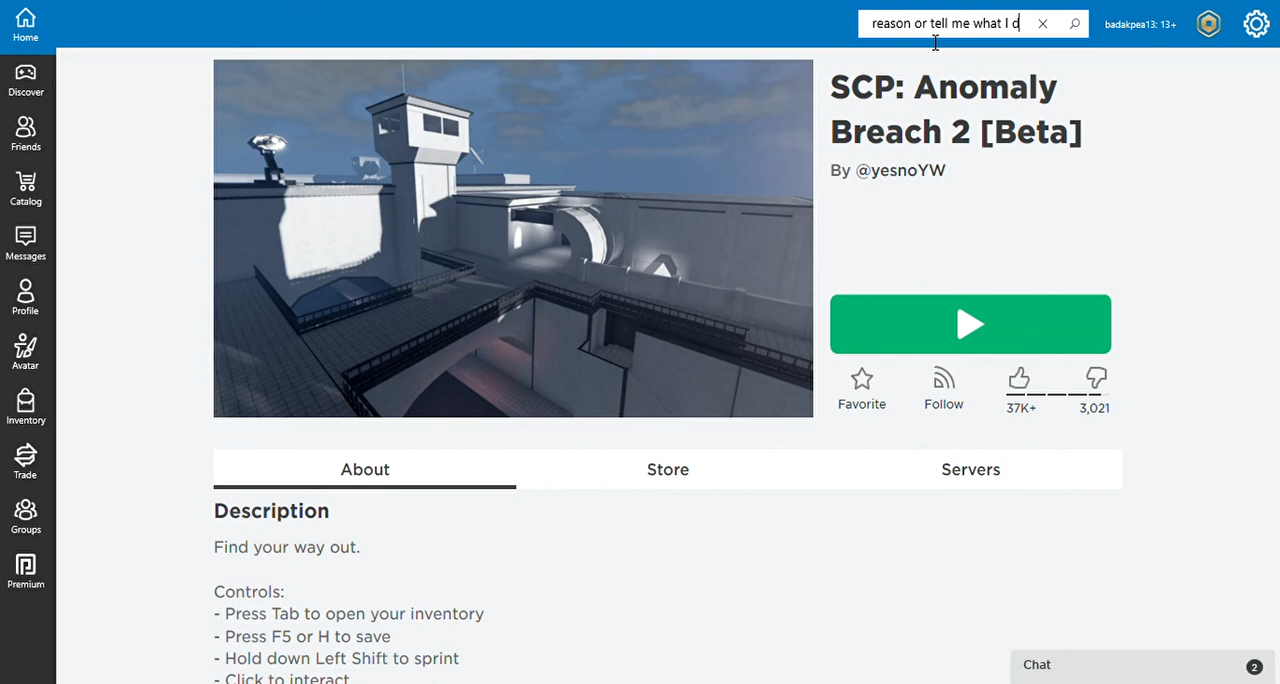 Home
reason or tell me what I d
badakpea13: 13+
Discover
Friends
Catalog
Messages
Profile
Avatar
Inventory
Trade
Groups
Premium
SCP: Anomaly
Breach 2 [Beta]
By @yesnoYW
Favorite
Follow
37K+
3,021
About
Store
Servers
Description
Find your way out.
Controls:
- Press Tab to open your inventory
- Press F5 or H to save
- Hold down Left Shift to sprint
- Click to interact
Chat
2